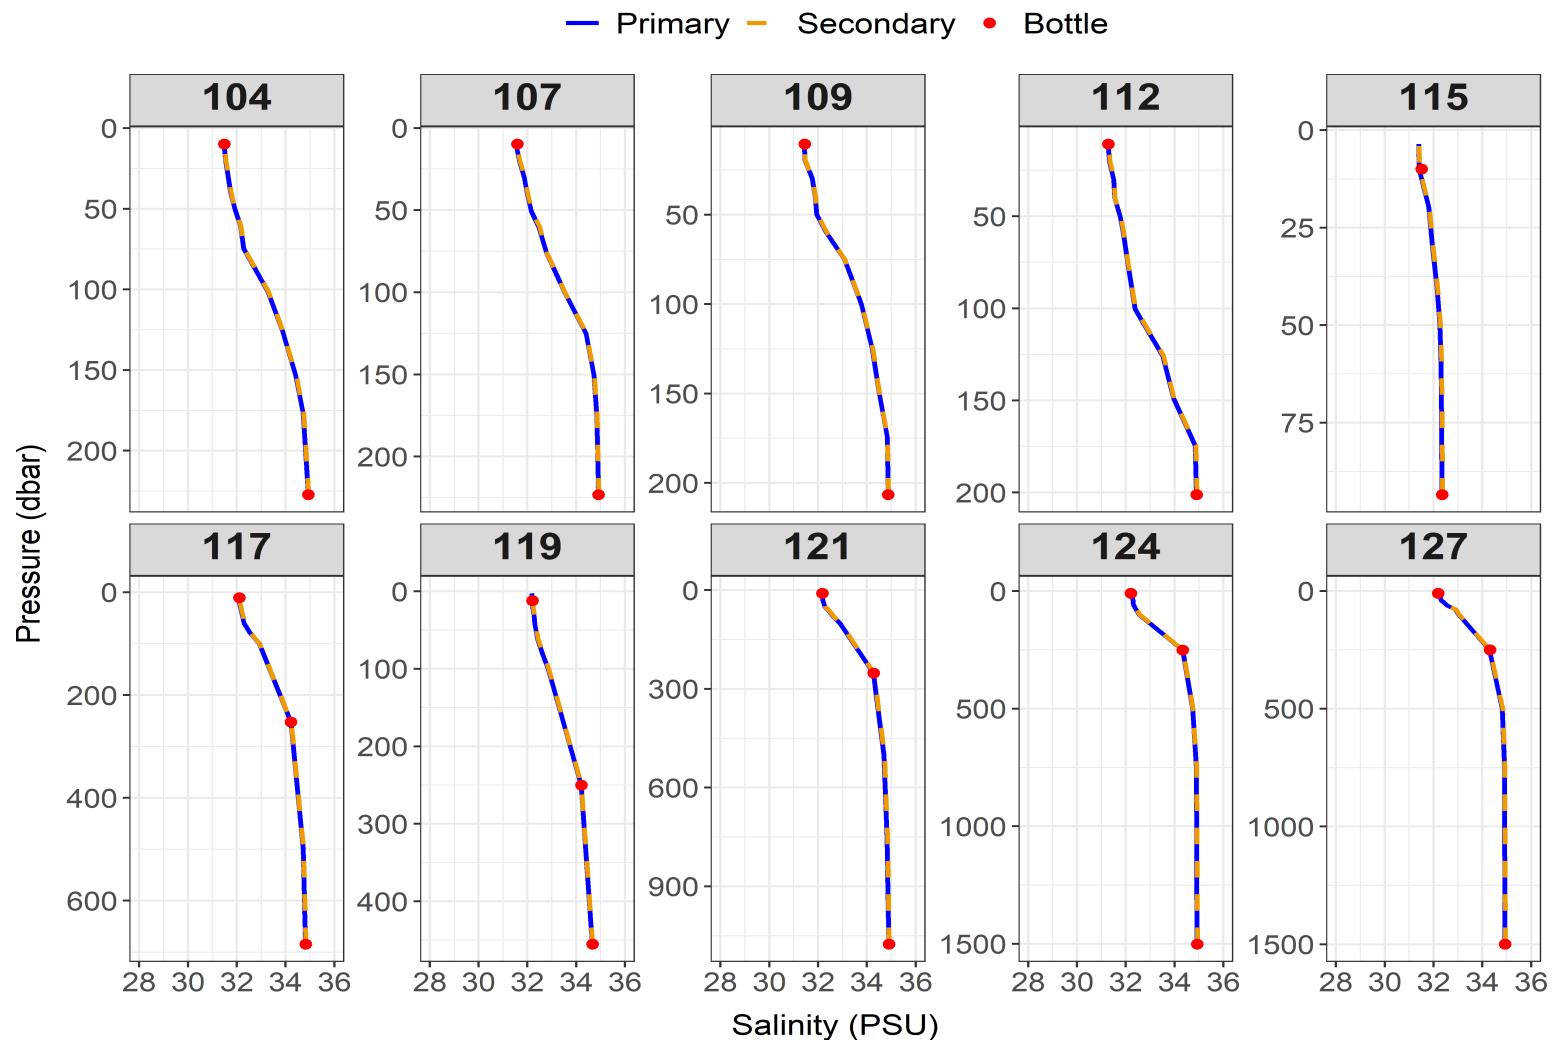 Primary Secondary Bottle
104 107 109 112 115
0 0 0
50 50 50 50 25
100 100 100 100 50
150 150 150 150 75
200 200 200 200
Pressure (dbar)
117 119 121 124 127
0 0 0 0 0
200 100 300 500 500
400 200 600 1000 1000
600 300 900 1500 1500
400
28 30 32 34 36 28 30 32 34 36 28 30 32 34 36 28 30 32 34 36 28 30 32 34 36
Salinity (PSU)